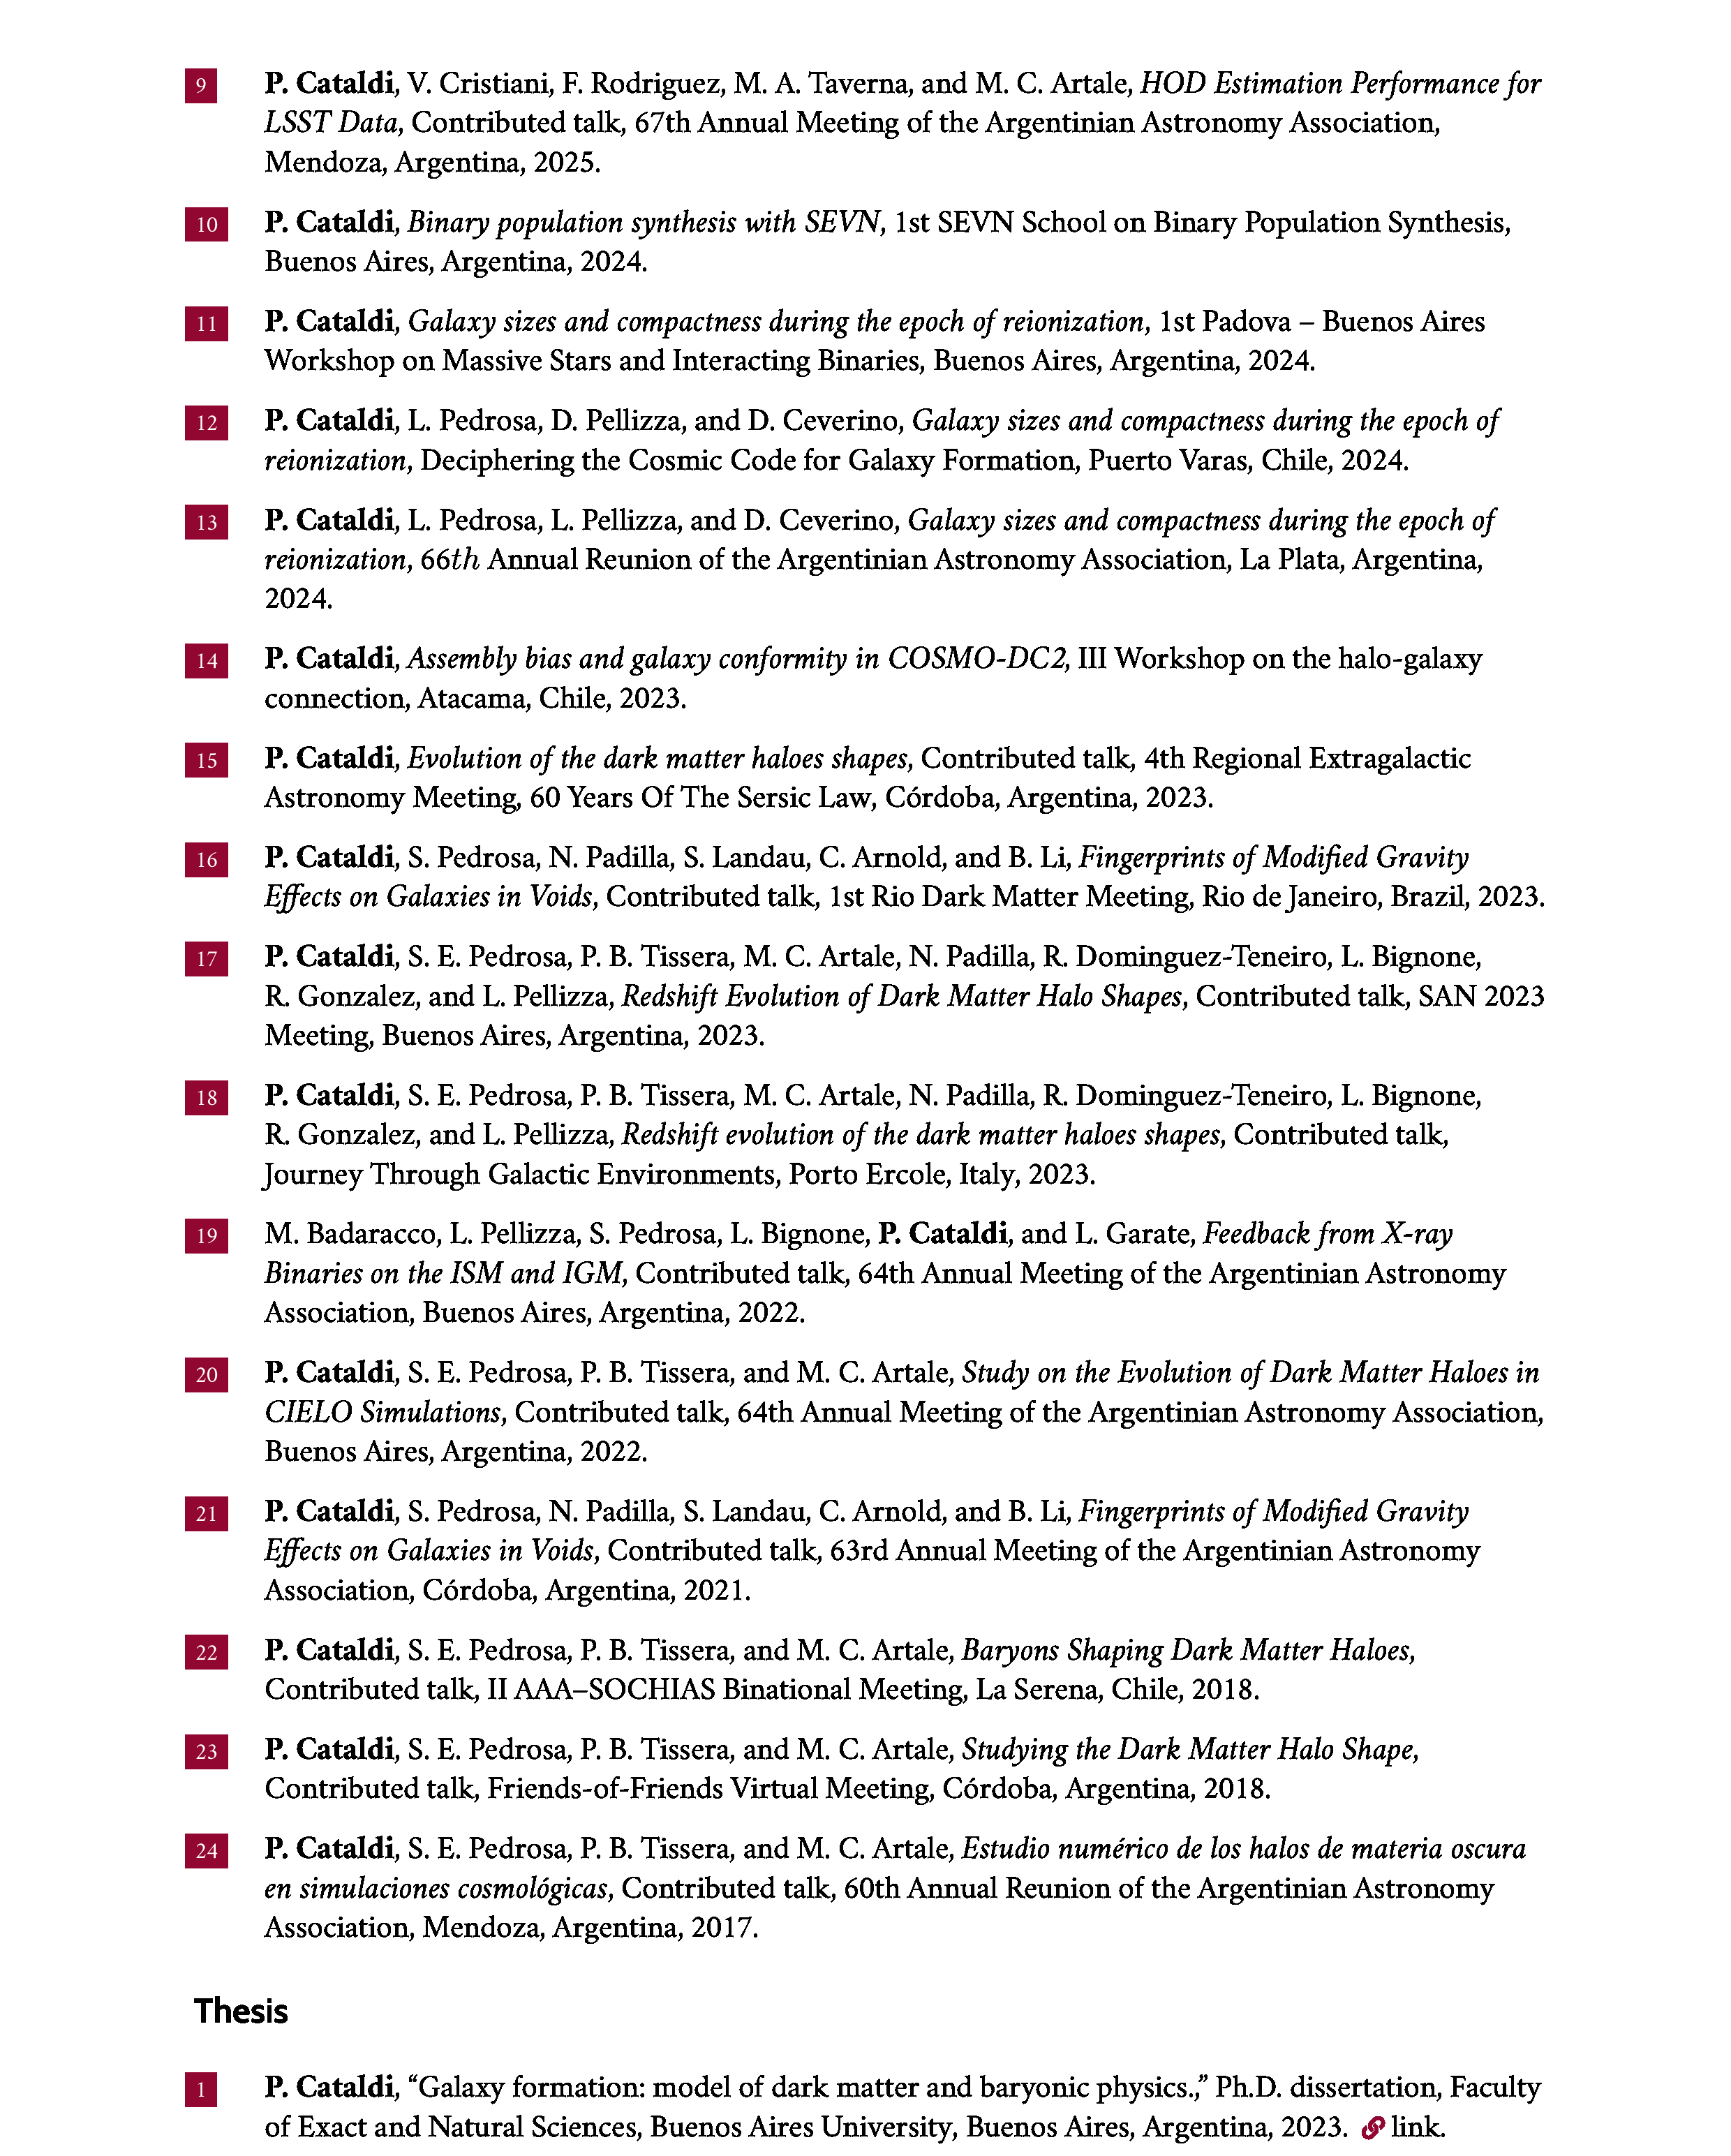 9 P. Cataldi, V. Cristiani, F. Rodriguez, M. A. Taverna, and M. C. Artale, HOD Estimation Performance for
LSST Data, Contributed talk, 67th Annual Meeting of the Argentinian Astronomy Association,
Mendoza, Argentina, 2025.
10 P. Cataldi, Binary population synthesis with SEVN, 1st SEVN School on Binary Population Synthesis,
Buenos Aires, Argentina, 2024.
11 P. Cataldi, Galaxy sizes and compactness during the epoch of reionization, 1st Padova – Buenos Aires
Workshop on Massive Stars and Interacting Binaries, Buenos Aires, Argentina, 2024.
12 P. Cataldi, L. Pedrosa, D. Pellizza, and D. Ceverino, Galaxy sizes and compactness during the epoch of
reionization, Deciphering the Cosmic Code for Galaxy Formation, Puerto Varas, Chile, 2024.
13 P. Cataldi, L. Pedrosa, L. Pellizza, and D. Ceverino, Galaxy sizes and compactness during the epoch of
reionization, 66th Annual Reunion of the Argentinian Astronomy Association, La Plata, Argentina,
2024.
14 P. Cataldi, Assembly bias and galaxy conformity in COSMO-DC2, III Workshop on the halo-galaxy
connection, Atacama, Chile, 2023.
15 P. Cataldi, Evolution of the dark matter haloes shapes, Contributed talk, 4th Regional Extragalactic
Astronomy Meeting, 60 Years Of The Sersic Law, Córdoba, Argentina, 2023.
16 P. Cataldi, S. Pedrosa, N. Padilla, S. Landau, C. Arnold, and B. Li, Fingerprints of Modified Gravity
Effects on Galaxies in Voids, Contributed talk, 1st Rio Dark Matter Meeting, Rio de Janeiro, Brazil, 2023.
17 P. Cataldi, S. E. Pedrosa, P. B. Tissera, M. C. Artale, N. Padilla, R. Dominguez-Teneiro, L. Bignone,
R. Gonzalez, and L. Pellizza, Redshift Evolution of Dark Matter Halo Shapes, Contributed talk, SAN 2023
Meeting, Buenos Aires, Argentina, 2023.
18 P. Cataldi, S. E. Pedrosa, P. B. Tissera, M. C. Artale, N. Padilla, R. Dominguez-Teneiro, L. Bignone,
R. Gonzalez, and L. Pellizza, Redshift evolution of the dark matter haloes shapes, Contributed talk,
Journey Through Galactic Environments, Porto Ercole, Italy, 2023.
19 M. Badaracco, L. Pellizza, S. Pedrosa, L. Bignone, P. Cataldi, and L. Garate, Feedback from X-ray
Binaries on the ISM and IGM, Contributed talk, 64th Annual Meeting of the Argentinian Astronomy
Association, Buenos Aires, Argentina, 2022.
20 P. Cataldi, S. E. Pedrosa, P. B. Tissera, and M. C. Artale, Study on the Evolution of Dark Matter Haloes in
CIELO Simulations, Contributed talk, 64th Annual Meeting of the Argentinian Astronomy Association,
Buenos Aires, Argentina, 2022.
21 P. Cataldi, S. Pedrosa, N. Padilla, S. Landau, C. Arnold, and B. Li, Fingerprints of Modified Gravity
Effects on Galaxies in Voids, Contributed talk, 63rd Annual Meeting of the Argentinian Astronomy
Association, Córdoba, Argentina, 2021.
22 P. Cataldi, S. E. Pedrosa, P. B. Tissera, and M. C. Artale, Baryons Shaping Dark Matter Haloes,
Contributed talk, II AAA–SOCHIAS Binational Meeting, La Serena, Chile, 2018.
23 P. Cataldi, S. E. Pedrosa, P. B. Tissera, and M. C. Artale, Studying the Dark Matter Halo Shape,
Contributed talk, Friends-of-Friends Virtual Meeting, Córdoba, Argentina, 2018.
24 P. Cataldi, S. E. Pedrosa, P. B. Tissera, and M. C. Artale, Estudio numérico de los halos de materia oscura
en simulaciones cosmológicas, Contributed talk, 60th Annual Reunion of the Argentinian Astronomy
Association, Mendoza, Argentina, 2017.
Thesis
1 P. Cataldi, “Galaxy formation: model of dark matter and baryonic physics.,” Ph.D. dissertation, Faculty
of Exact and Natural Sciences, Buenos Aires University, Buenos Aires, Argentina, 2023. link.